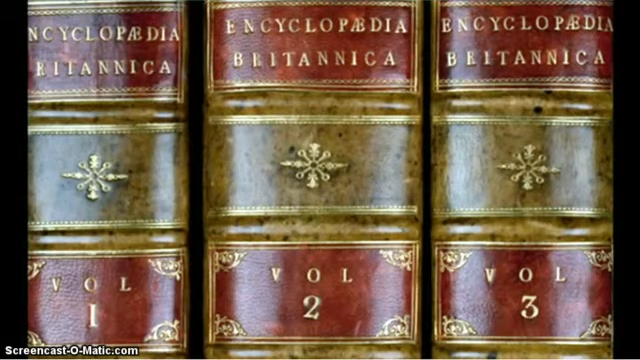 ENCYCLOPÆDIA
BRITANNICA
VOL
1
ENCYCLOPÆDIA
BRITANNICA
VOL
2
ENCYCLOPÆDIA
BRITANNICA
VOL
3
Screencast-O-Matic.com